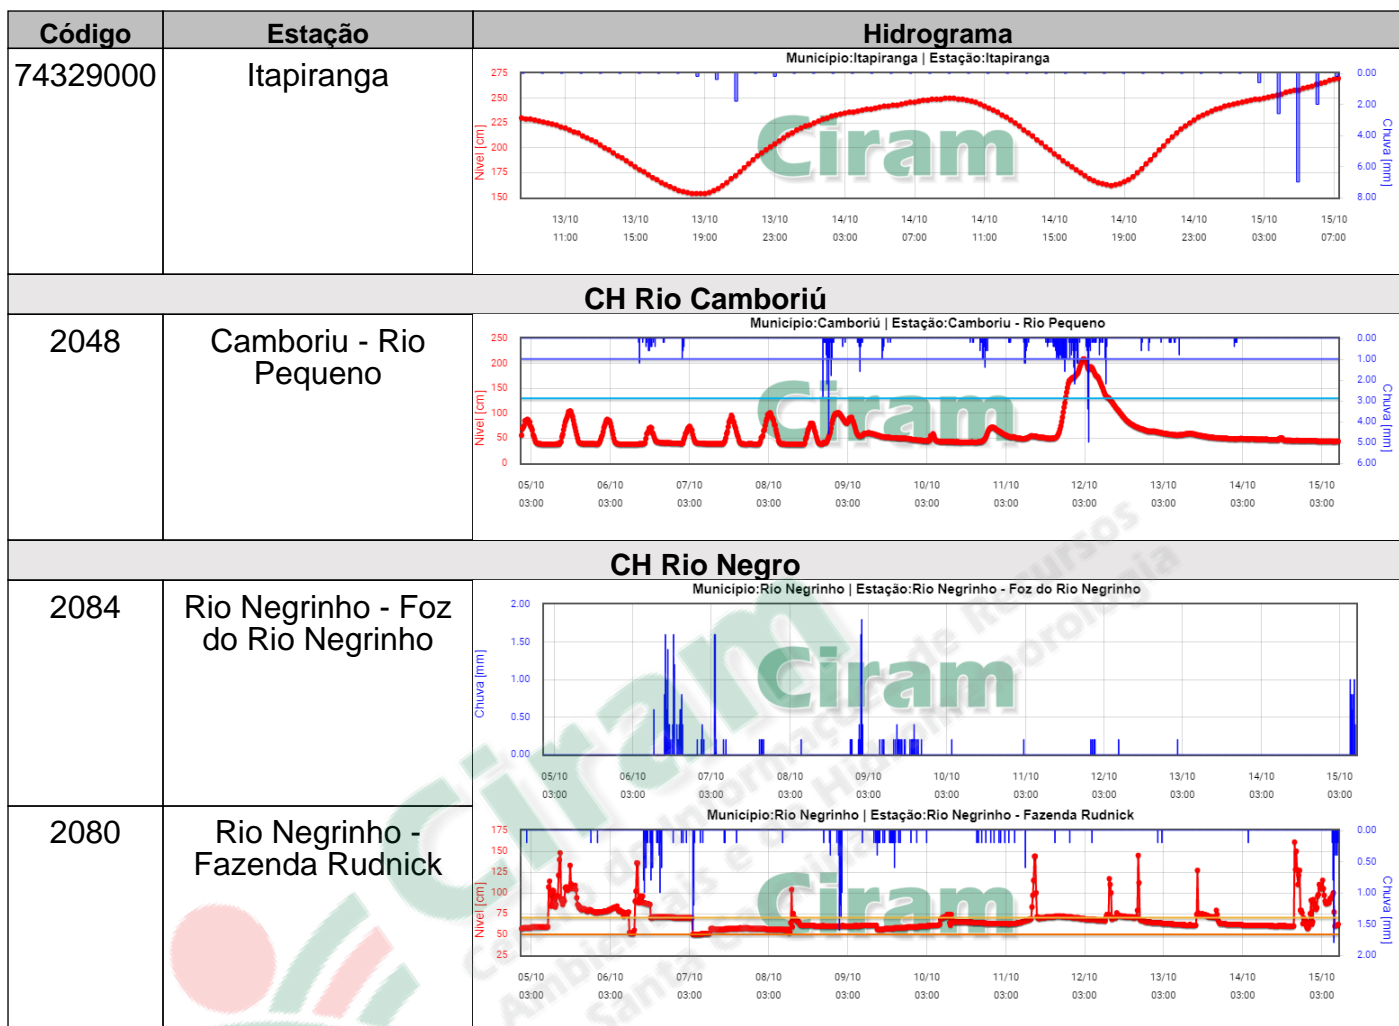 Código Estação Hidrograma
74329000 Itapiranga
Município:Itapiranga | Estação:Itapiranga
275 250 225 200 175 150
Nível [cm]
0.00 2.00 4.00 6.00 8.00
Chuva [mm]
13/10 13/10 13/10 13/10 14/10 14/10 14/10 14/10 14/10 14/10 15/10 15/10
11:00 15:00 19:00 23:00 03:00 07:00 11:00 15:00 19:00 23:00 03:00 07:00
Ciram
CH Rio Camboriú
2048 Camboriu - Rio
Pequeno
Município:Camboriú | Estação:Camboriu - Rio Pequeno
250 200 150 100 50 0
Nível [cm]
0.00 1.00 2.00 3.00 4.00 5.00 6.00
Chuva [mm]
05/10 06/10 07/10 08/10 09/10 10/10 11/10 12/10 13/10 14/10 15/10
03:00 03:00 03:00 03:00 03:00 03:00 03:00 03:00 03:00 03:00 03:00
Ciram
CH Rio Negro
2084 Rio Negrinho - Foz
do Rio Negrinho
Município:Rio Negrinho | Estação:Rio Negrinho - Foz do Rio Negrinho
2.00 1.50 1.00 0.50 0.00
Chuva [mm]
05/10 06/10 07/10 08/10 09/10 10/10 11/10 12/10 13/10 14/10 15/10
03:00 03:00 03:00 03:00 03:00 03:00 03:00 03:00 03:00 03:00 03:00
Ciram
2080 Rio Negrinho -
Fazenda Rudnick
Município:Rio Negrinho | Estação:Rio Negrinho - Fazenda Rudnick
175 150 125 100 75 50 25
Nível [cm]
0.00 0.50 1.00 1.50 2.00
Chuva [mm]
05/10 06/10 07/10 08/10 09/10 10/10 11/10 12/10 13/10 14/10 15/10
03:00 03:00 03:00 03:00 03:00 03:00 03:00 03:00 03:00 03:00 03:00
Ciram
Ciram
de Recursos